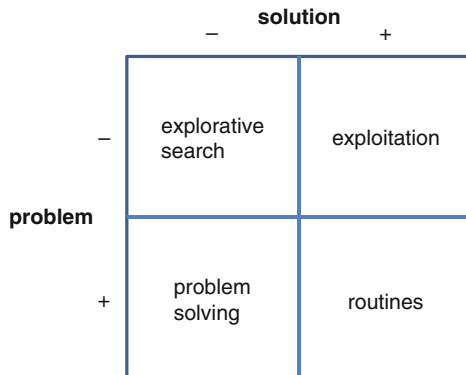 solution
– +
–
explorative
search
exploitation
problem
+
problem
solving
routines